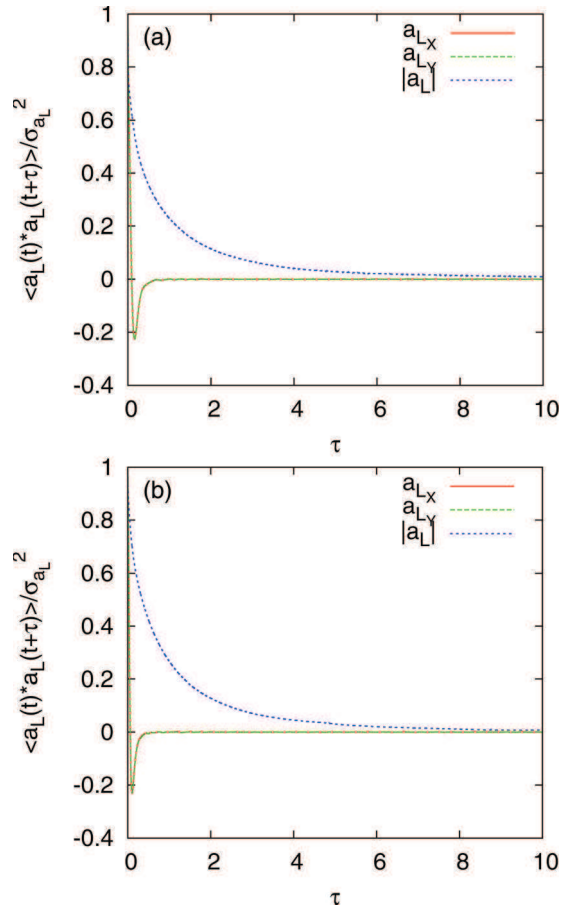 (a)
a_{L_X}
a_{L_Y}
|a_L|
1
0.8
0.6
0.4
0.2
0
-0.2
-0.4
<a_L(t)*a_L(t+τ)>/σ_{a_L}^2
0 2 4 6 8 10
τ
(b)
a_{L_X}
a_{L_Y}
|a_L|
1
0.8
0.6
0.4
0.2
0
-0.2
-0.4
<a_L(t)*a_L(t+τ)>/σ_{a_L}^2
0 2 4 6 8 10
τ